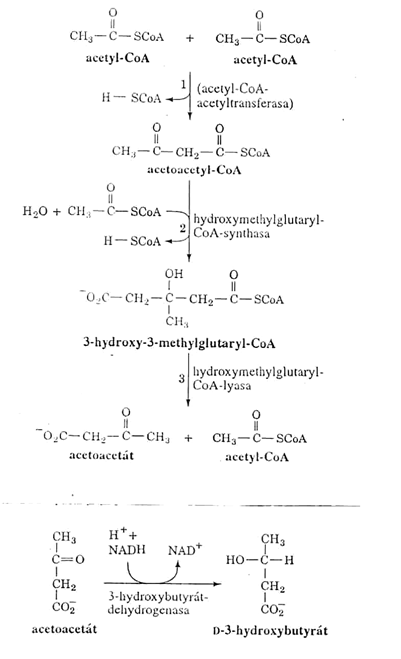 O O
CH₃—C—SCoA + CH₃—C—SCoA
acetyl-CoA acetyl-CoA
1 (acetyl-CoA-
H—SCoA acetyltransferasa)
O O
CH₃—C—CH₂—C—SCoA
acetoacetyl-CoA
O
H₂O + CH₃—C—SCoA hydroxymethylglutaryl-
2 CoA-synthasa
H—SCoA
OH O
⁻O₂C—CH₂—C—CH₂—C—SCoA
CH₃
3-hydroxy-3-methylglutaryl-CoA
3 hydroxymethylglutaryl-
CoA-lyasa
O O
⁻O₂C—CH₂—C—CH₃ + CH₃—C—SCoA
acetoacetát acetyl-CoA
CH₃ H⁺+ CH₃
C=O NADH NAD⁺ HO—C—H
CH₂ 3-hydroxybutyrát- CH₂
CO₂⁻ dehydrogenasa CO₂⁻
acetoacetát D-3-hydroxybutyrát